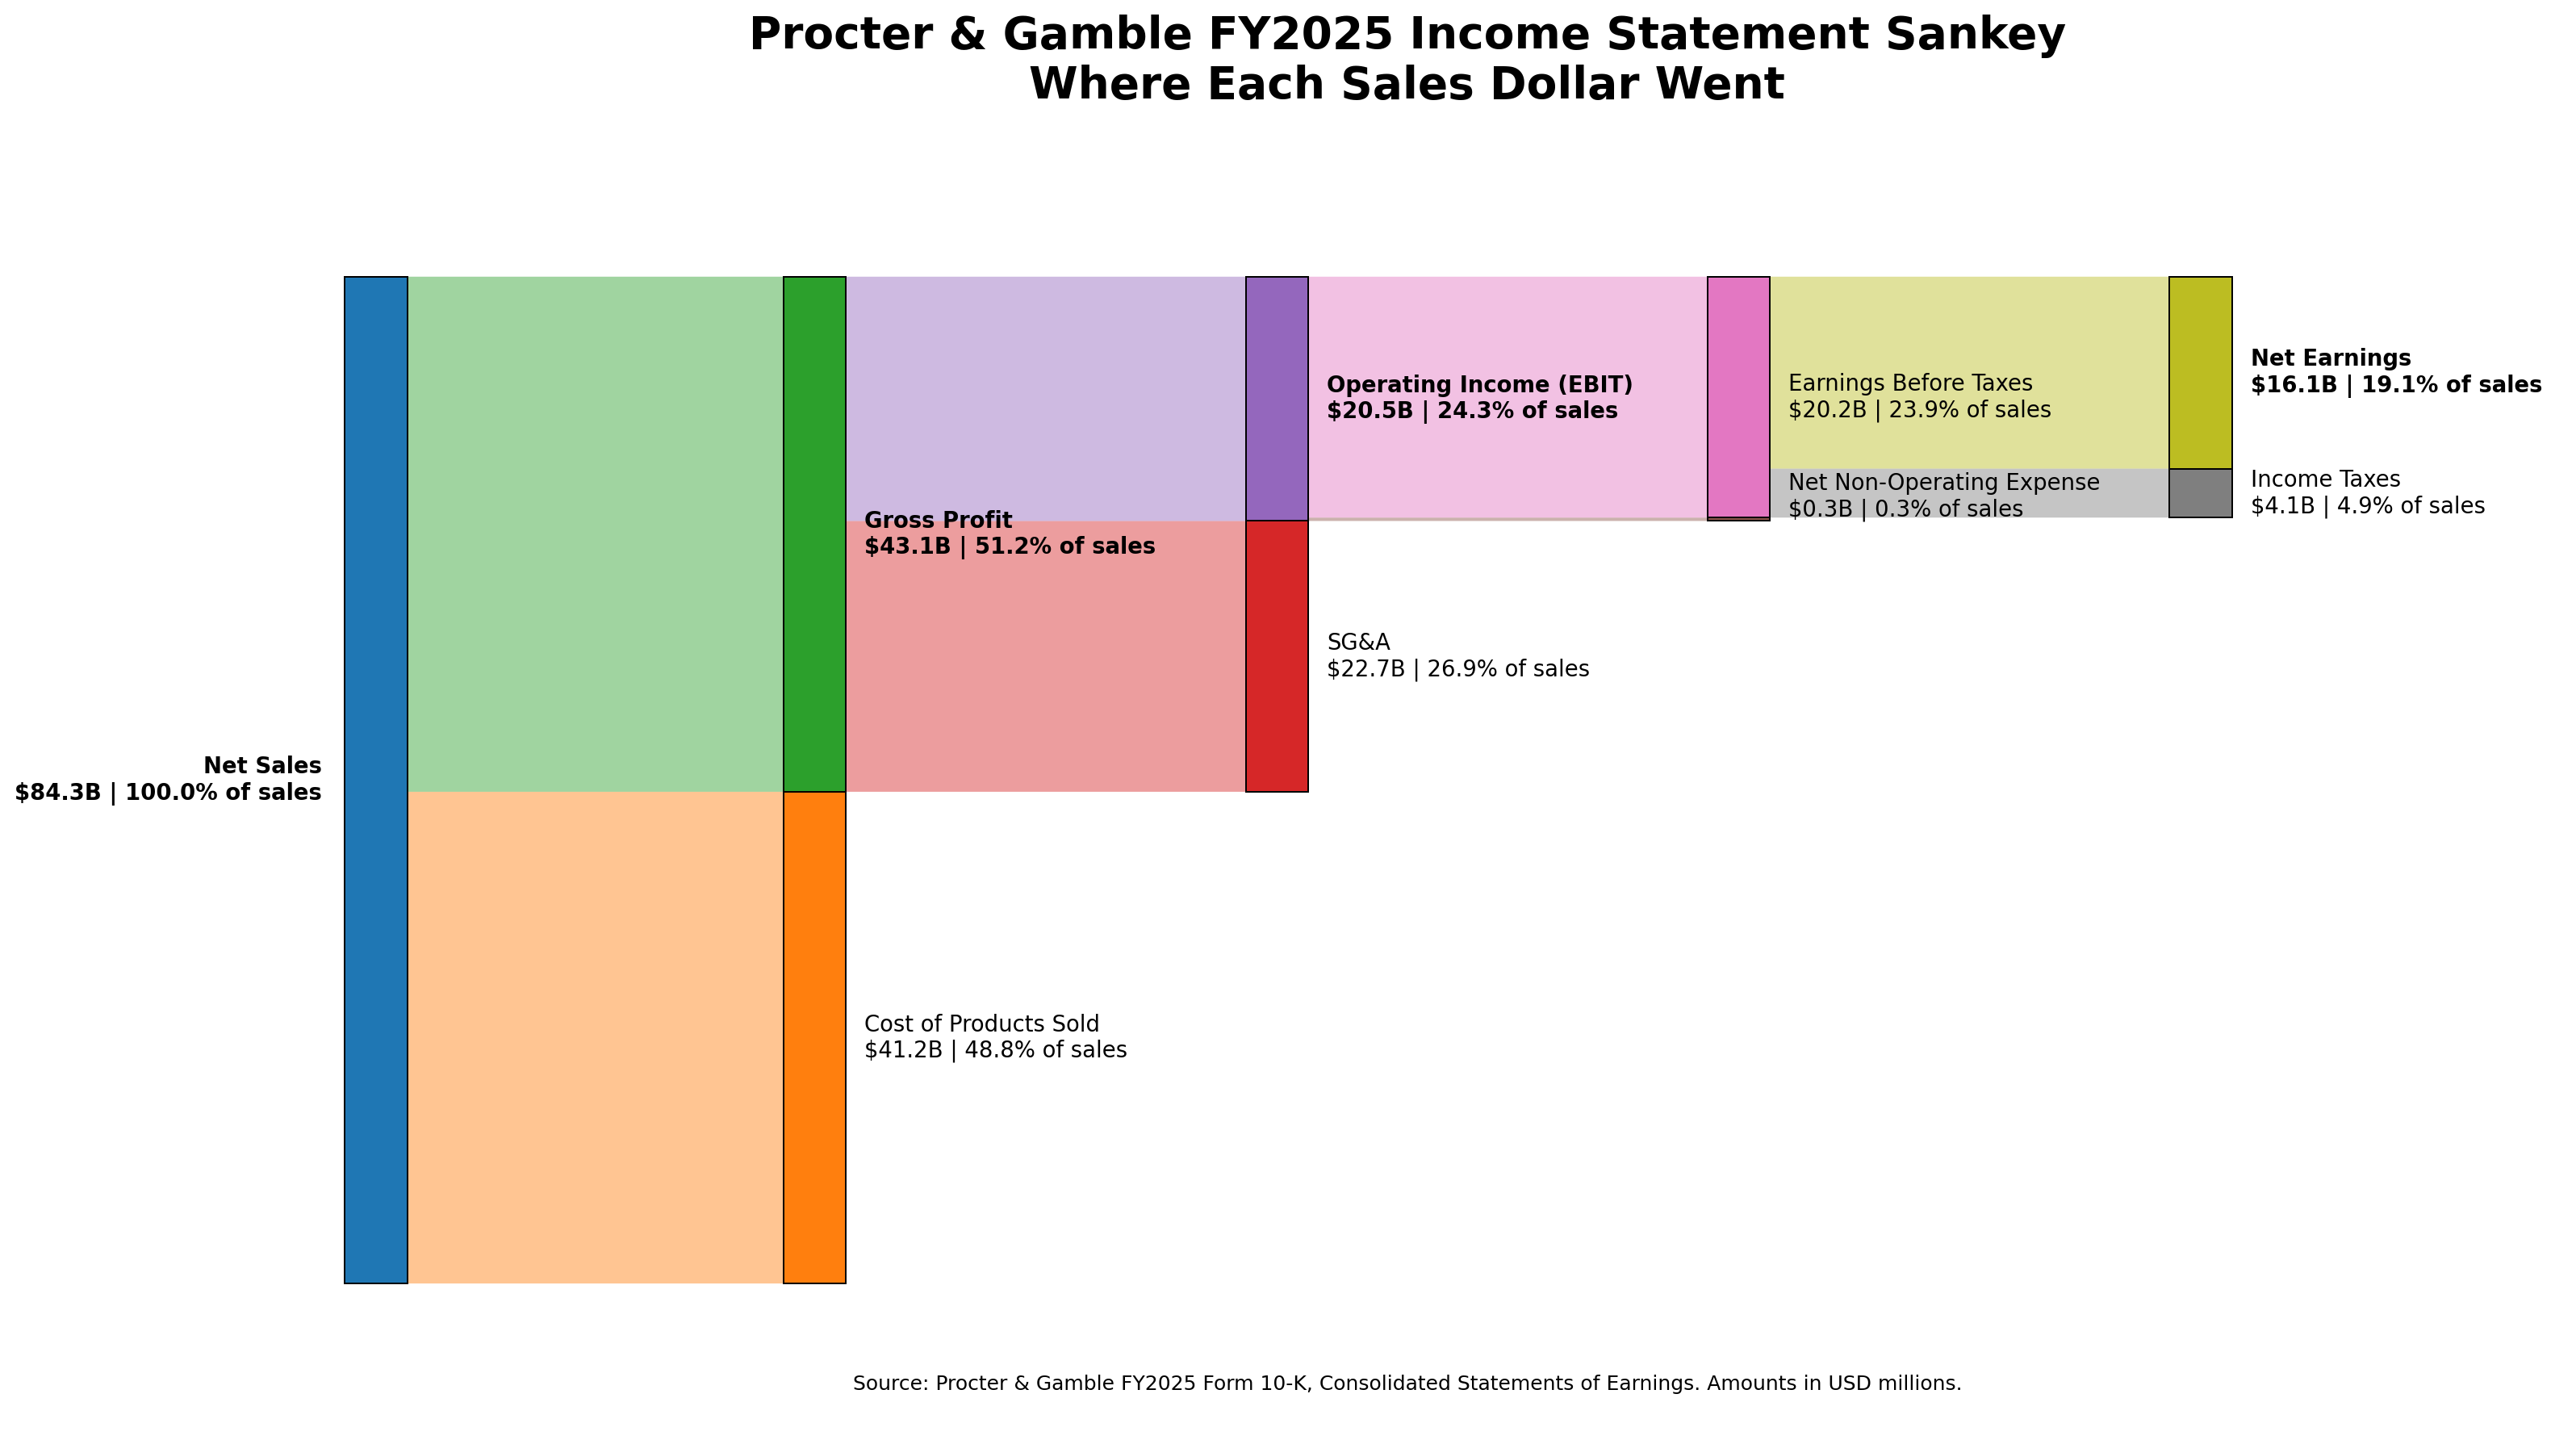 Procter & Gamble FY2025 Income Statement Sankey
Where Each Sales Dollar Went
Net Sales
$84.3B | 100.0% of sales
Gross Profit
$43.1B | 51.2% of sales
Cost of Products Sold
$41.2B | 48.8% of sales
Operating Income (EBIT)
$20.5B | 24.3% of sales
SG&A
$22.7B | 26.9% of sales
Earnings Before Taxes
$20.2B | 23.9% of sales
Net Non-Operating Expense
$0.3B | 0.3% of sales
Net Earnings
$16.1B | 19.1% of sales
Income Taxes
$4.1B | 4.9% of sales
Source: Procter & Gamble FY2025 Form 10-K, Consolidated Statements of Earnings. Amounts in USD millions.